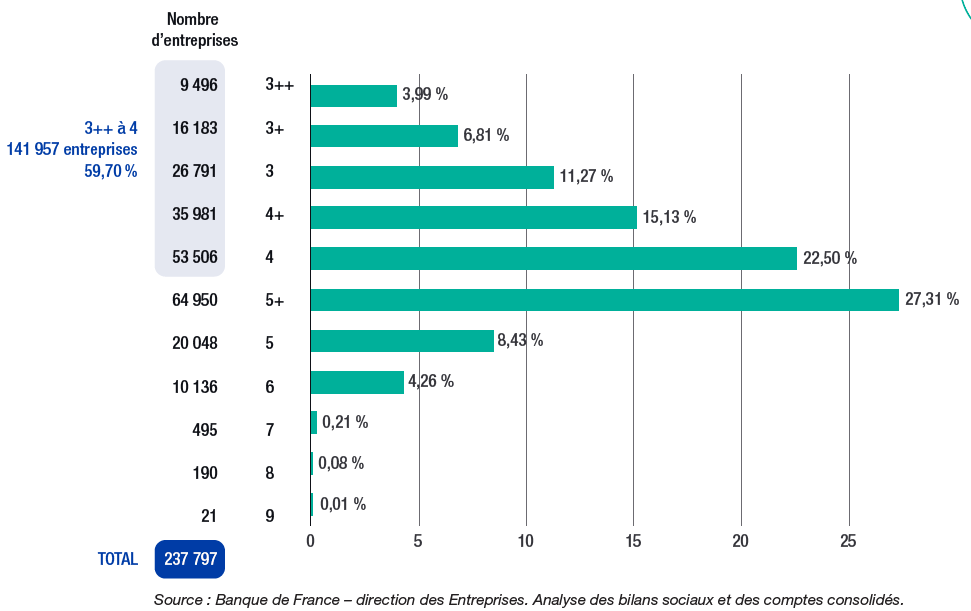 Nombre
d'entreprises
9 496 3++ 3,99 %
3++ à 4
141 957 entreprises
59,70 %
16 183 3+ 6,81 %
26 791 3 11,27 %
35 981 4+ 15,13 %
53 506 4 22,50 %
64 950 5+ 27,31 %
20 048 5 8,43 %
10 136 6 4,26 %
495 7 0,21 %
190 8 0,08 %
21 9 0,01 %
0 5 10 15 20 25
TOTAL 237 797
Source : Banque de France – direction des Entreprises. Analyse des bilans sociaux et des comptes consolidés.